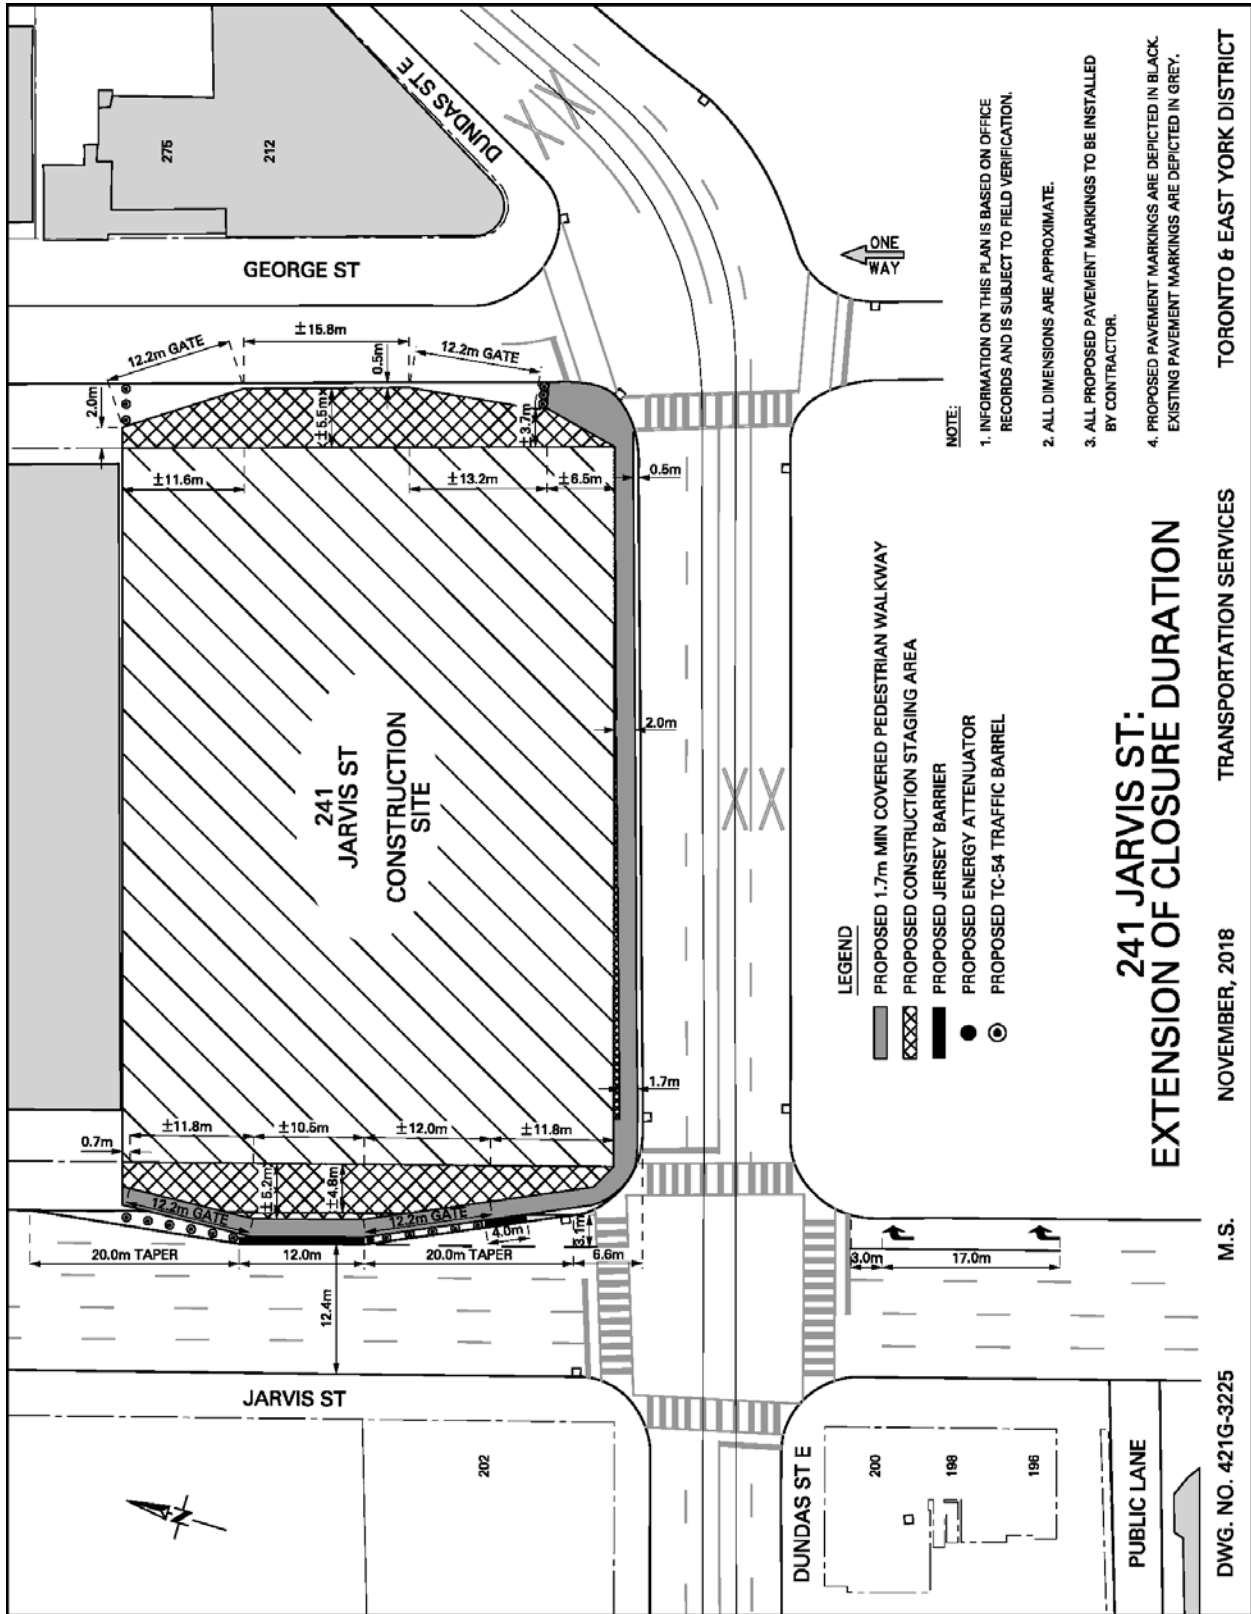 275
212
DUNDAS ST E
GEORGE ST
12.2m GATE
±15.8m
12.2m GATE
0.5m
2.0m
±5.5m
±3.7m
±11.6m
±13.2m
±6.5m
0.5m
ONE
WAY
241
JARVIS ST
CONSTRUCTION
SITE
2.0m
1.7m
0.7m
±11.8m
±10.5m
±12.0m
±11.8m
±5.2m
±4.8m
12.2m GATE
12.2m GATE
4.0m
3.1m
20.0m TAPER
12.0m
20.0m TAPER
6.6m
12.4m
3.0m
17.0m
JARVIS ST
202
N
DUNDAS ST E
200
198
196
PUBLIC LANE
LEGEND
PROPOSED 1.7m MIN COVERED PEDESTRIAN WALKWAY
PROPOSED CONSTRUCTION STAGING AREA
PROPOSED JERSEY BARRIER
PROPOSED ENERGY ATTENUATOR
PROPOSED TC-54 TRAFFIC BARREL
NOTE:
1. INFORMATION ON THIS PLAN IS BASED ON OFFICE
RECORDS AND IS SUBJECT TO FIELD VERIFICATION.
2. ALL DIMENSIONS ARE APPROXIMATE.
3. ALL PROPOSED PAVEMENT MARKINGS TO BE INSTALLED
BY CONTRACTOR.
4. PROPOSED PAVEMENT MARKINGS ARE DEPICTED IN BLACK.
EXISTING PAVEMENT MARKINGS ARE DEPICTED IN GREY.
241 JARVIS ST:
EXTENSION OF CLOSURE DURATION
DWG. NO. 421G-3225
M.S.
NOVEMBER, 2018
TRANSPORTATION SERVICES
TORONTO & EAST YORK DISTRICT